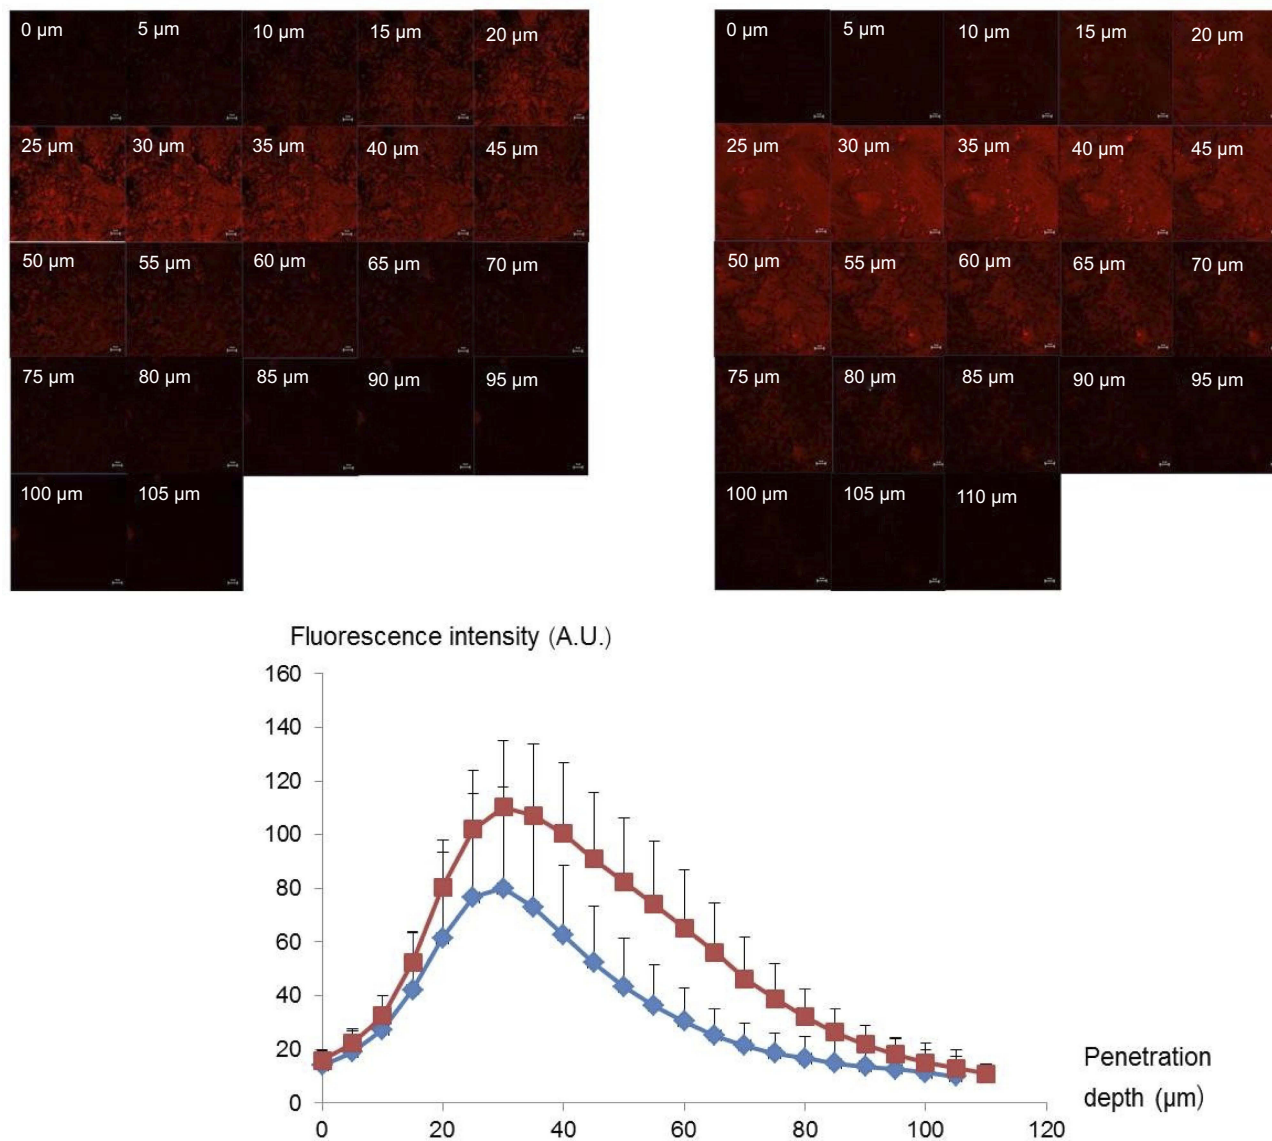 0 µm 5 µm 10 µm 15 µm 20 µm
25 µm 30 µm 35 µm 40 µm 45 µm
50 µm 55 µm 60 µm 65 µm 70 µm
75 µm 80 µm 85 µm 90 µm 95 µm
100 µm 105 µm
0 µm 5 µm 10 µm 15 µm 20 µm
25 µm 30 µm 35 µm 40 µm 45 µm
50 µm 55 µm 60 µm 65 µm 70 µm
75 µm 80 µm 85 µm 90 µm 95 µm
100 µm 105 µm 110 µm
Fluorescence intensity (A.U.)
160
140
120
100
80
60
40
20
0
0 20 40 60 80 100 120
Penetration
depth (µm)